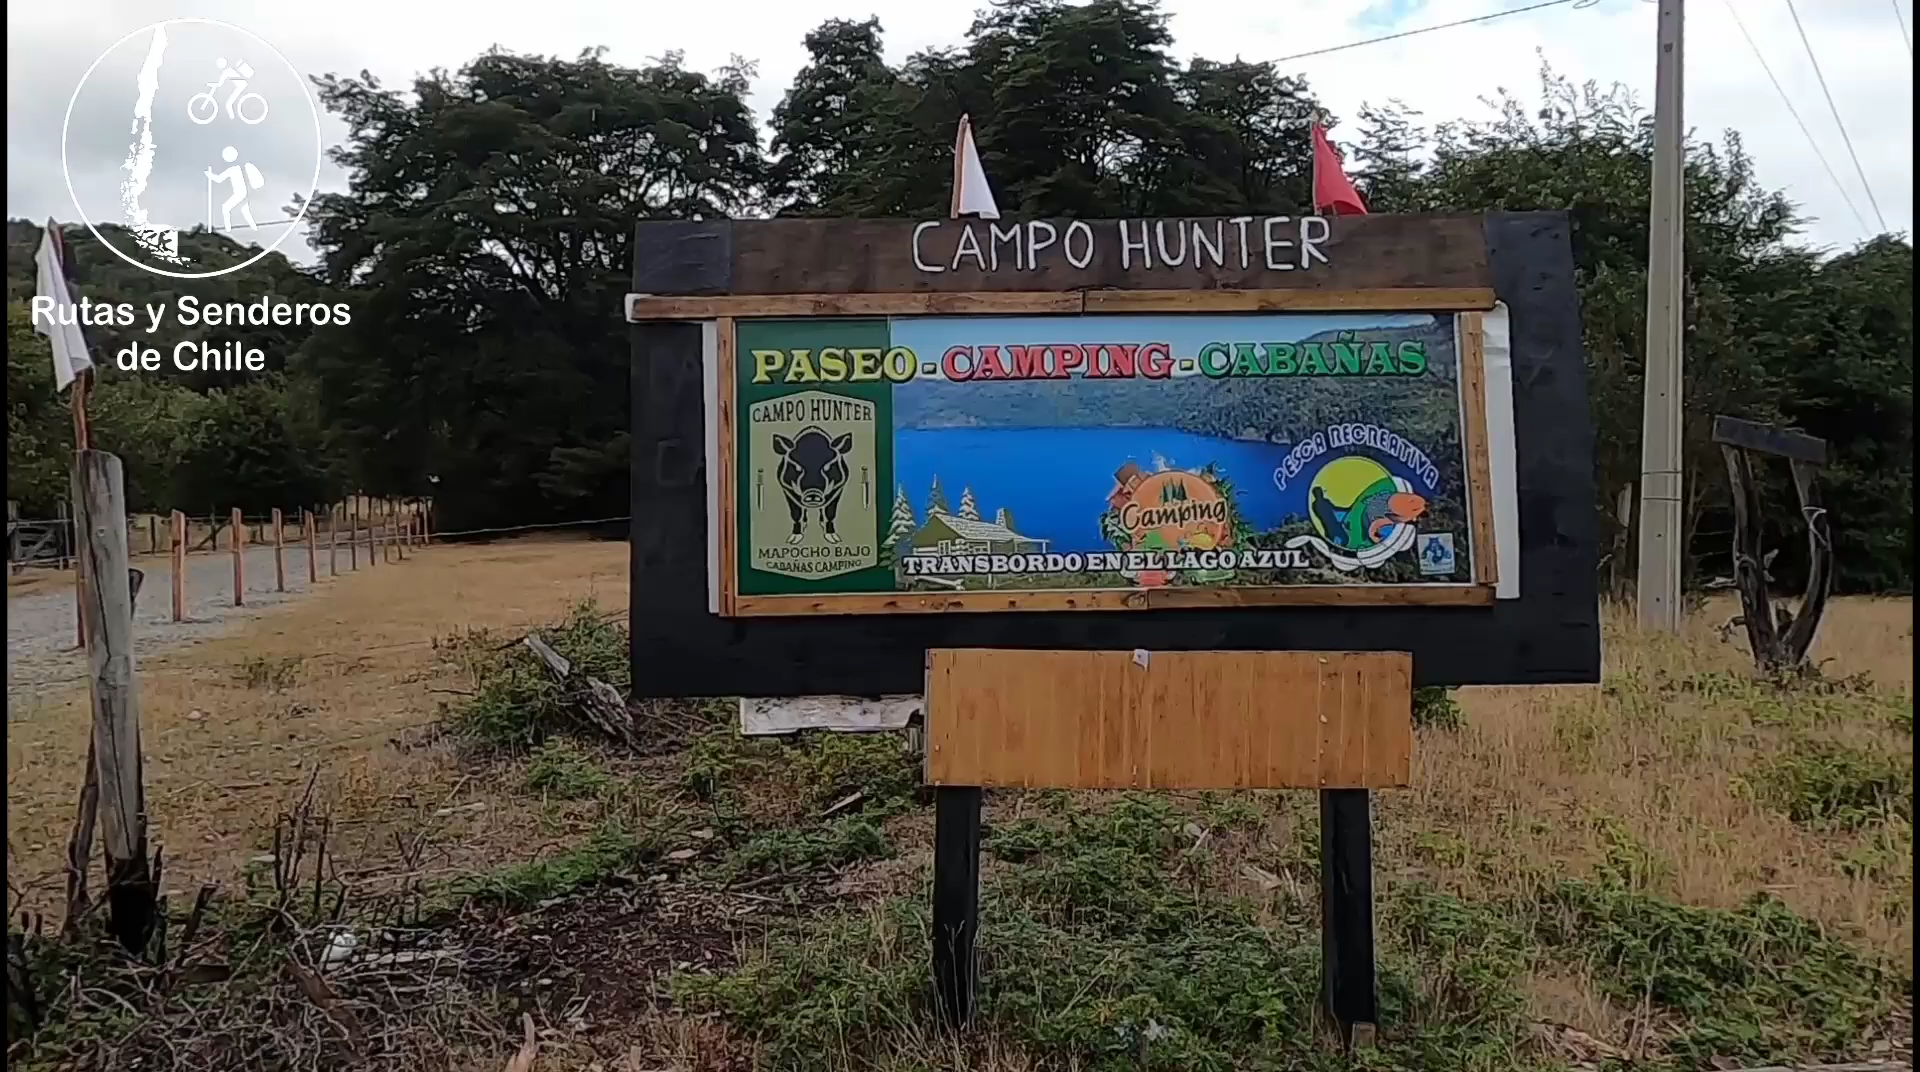 Rutas y Senderos
de Chile
CAMPO HUNTER
PASEO - CAMPING - CABAÑAS
CAMPO HUNTER
MAPOCHO BAJO
CABAÑAS CAMPING
Camping
PESCA RECREATIVA
TRANSBORDO EN EL LAGO AZUL